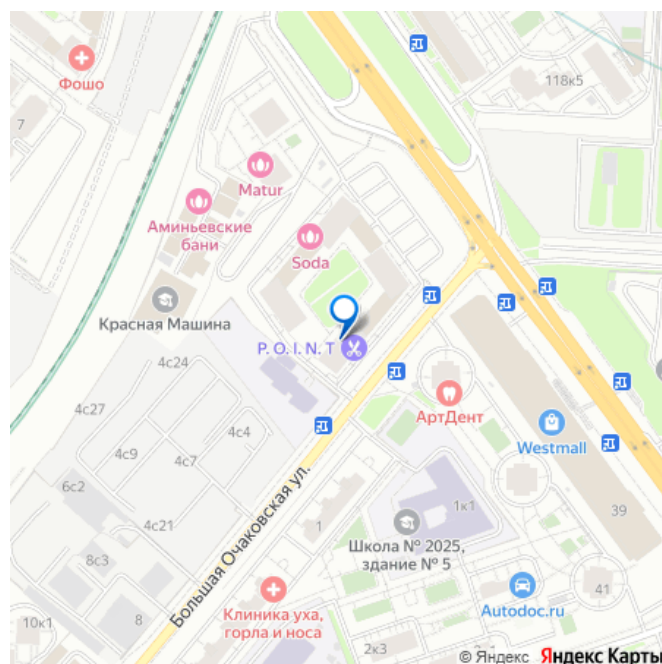 Фошо
118к5
7
Matur
Аминьевские
бани
Soda
Красная Машина
P. O. I. N. T
4с24
АртДент
4с27
4с4
Westmall
4с9
4с7
6с2
1к1
39
4с21
1
Школа № 2025,
здание № 5
8с3
Большая Очаковская ул.
41
Autodoc.ru
Клиника уха,
горла и носа
10к1
8
2к3
© Яндекс Яндекс Карты